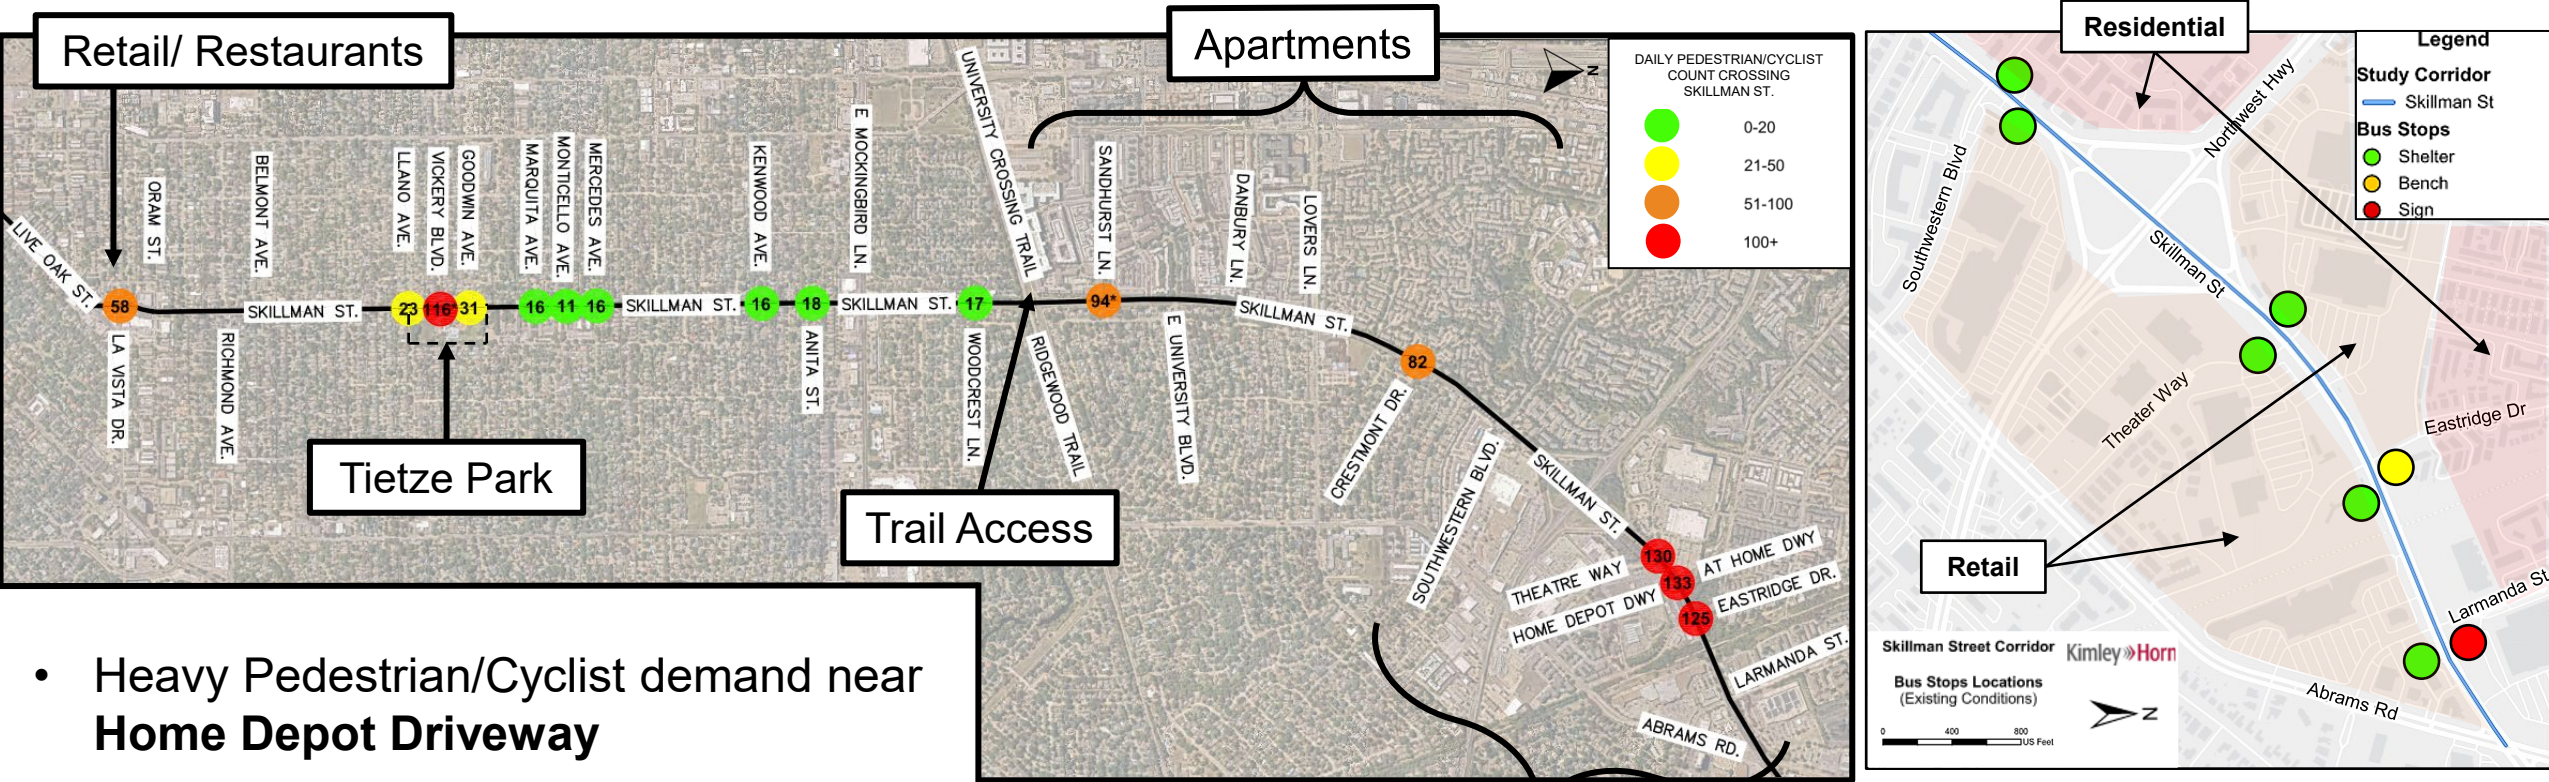 Retail/ Restaurants
Apartments
DAILY PEDESTRIAN/CYCLIST
COUNT CROSSING
SKILLMAN ST.
0-20
21-50
51-100
100+
N
LIVE OAK ST.
ORAM ST.
BELMONT AVE.
LLANO AVE.
VICKERY BLVD.
GOODWIN AVE.
MARQUITA AVE.
MONTICELLO AVE.
MERCEDES AVE.
KENWOOD AVE.
E MOCKINGBIRD LN.
UNIVERSITY CROSSING TRAIL
SANDHURST LN.
DANBURY LN.
LOVERS LN.
58
SKILLMAN ST.
23
116*
31
16
11
16
SKILLMAN ST.
16
18
SKILLMAN ST.
17
94*
SKILLMAN ST.
82
LA VISTA DR.
RICHMOND AVE.
ANITA ST.
WOODCREST LN.
RIDGEWOOD TRAIL
E UNIVERSITY BLVD.
CRESTMONT DR.
SOUTHWESTERN BLVD.
SKILLMAN ST.
130
133
125
THEATRE WAY
AT HOME DWY
HOME DEPOT DWY
EASTRIDGE DR.
LARMANDA ST.
ABRAMS RD.
Tietze Park
Trail Access
• Heavy Pedestrian/Cyclist demand near
Home Depot Driveway
Residential
Legend
Study Corridor
Skillman St
Bus Stops
Shelter
Bench
Sign
Northwest Hwy
Southwestern Blvd
Skillman St
Theater Way
Eastridge Dr
Retail
Larmanda St
Abrams Rd
Skillman Street Corridor
Kimley»Horn
Bus Stops Locations
(Existing Conditions)
N
0 400 800
US Feet